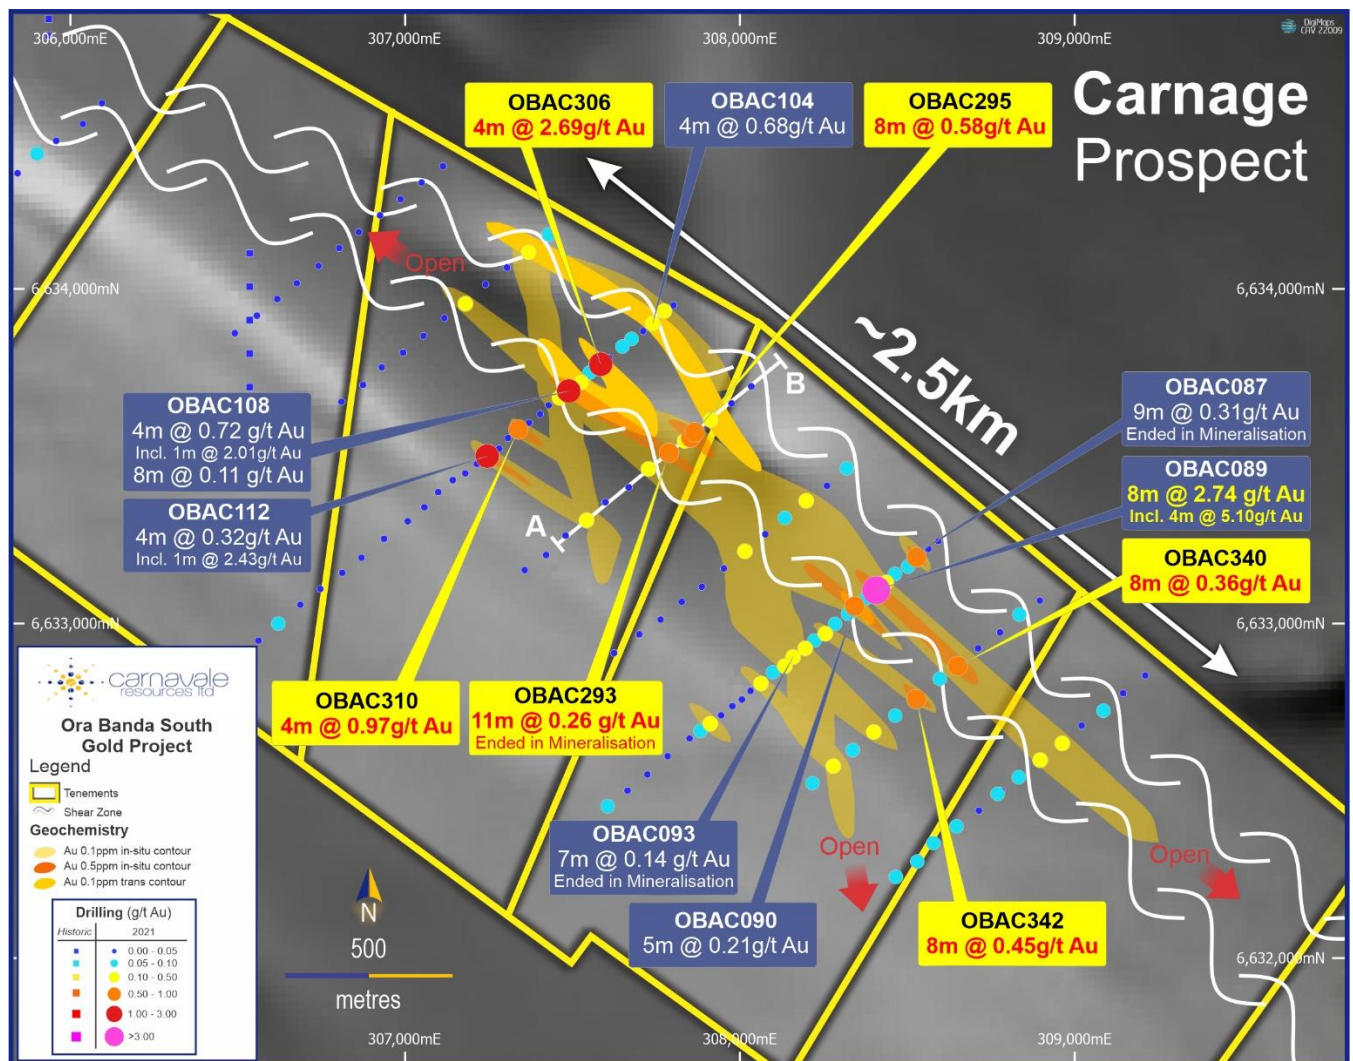 306,000mE
307,000mE
308,000mE
309,000mE
DigiMaps
CAV 22009
Carnage
Prospect
OBAC306
4m @ 2.69g/t Au
OBAC104
4m @ 0.68g/t Au
OBAC295
8m @ 0.58g/t Au
Open
6,634,000mN
6,634,000mN
~2.5km
B
A
OBAC108
4m @ 0.72 g/t Au
Incl. 1m @ 2.01g/t Au
8m @ 0.11 g/t Au
OBAC112
4m @ 0.32g/t Au
Incl. 1m @ 2.43g/t Au
OBAC087
9m @ 0.31g/t Au
Ended in Mineralisation
OBAC089
8m @ 2.74 g/t Au
Incl. 4m @ 5.10g/t Au
OBAC340
8m @ 0.36g/t Au
6,633,000mN
6,633,000mN
OBAC310
4m @ 0.97g/t Au
OBAC293
11m @ 0.26 g/t Au
Ended in Mineralisation
OBAC093
7m @ 0.14 g/t Au
Ended in Mineralisation
OBAC090
5m @ 0.21g/t Au
OBAC342
8m @ 0.45g/t Au
Open
Open
6,632,000mN
carnavale
resources ltd
Ora Banda South
Gold Project
Legend
Tenements
Shear Zone
Geochemistry
Au 0.1ppm in-situ contour
Au 0.5ppm in-situ contour
Au 0.1ppm trans contour
Drilling (g/t Au)
Historic 2021
0.00 - 0.05
0.05 - 0.10
0.10 - 0.50
0.50 - 1.00
1.00 - 3.00
>3.00
N
500
metres
307,000mE
308,000mE
309,000mE